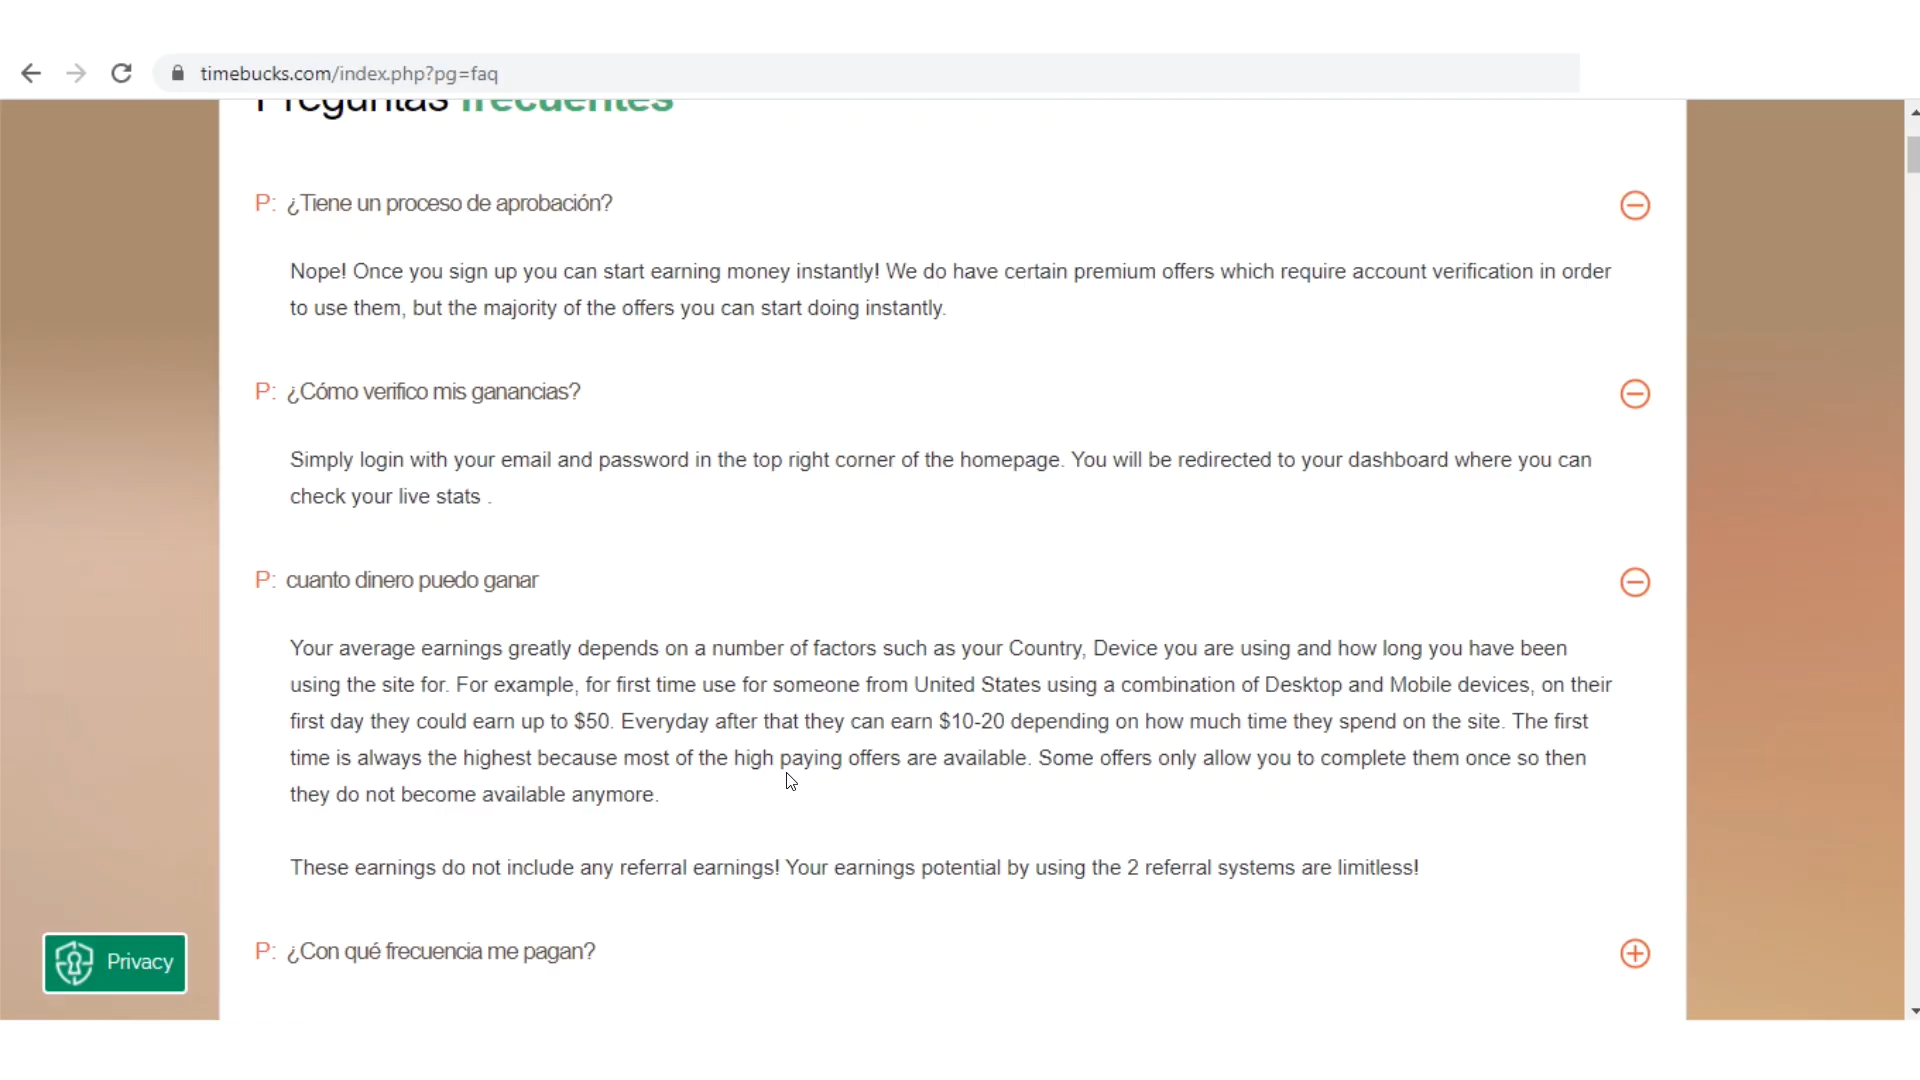 timebucks.com/index.php?pg=faq
Preguntas frecuentes
P: ¿Tiene un proceso de aprobación?
Nope! Once you sign up you can start earning money instantly! We do have certain premium offers which require account verification in order
to use them, but the majority of the offers you can start doing instantly.
P: ¿Cómo verifico mis ganancias?
Simply login with your email and password in the top right corner of the homepage. You will be redirected to your dashboard where you can
check your live stats .
P: cuanto dinero puedo ganar
Your average earnings greatly depends on a number of factors such as your Country, Device you are using and how long you have been
using the site for. For example, for first time use for someone from United States using a combination of Desktop and Mobile devices, on their
first day they could earn up to $50. Everyday after that they can earn $10-20 depending on how much time they spend on the site. The first
time is always the highest because most of the high paying offers are available. Some offers only allow you to complete them once so then
they do not become available anymore.
These earnings do not include any referral earnings! Your earnings potential by using the 2 referral systems are limitless!
P: ¿Con qué frecuencia me pagan?
Privacy